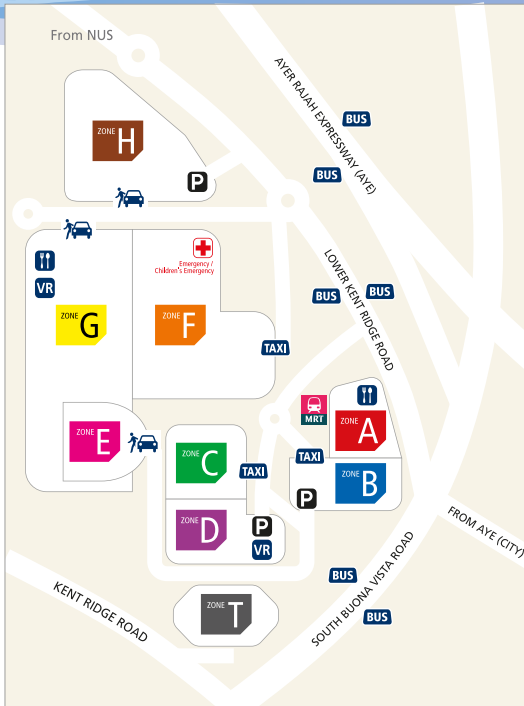 From NUS
AYER RAJAH EXPRESSWAY (AYE)
BUS
ZONE H
BUS
P
Emergency /
Children's Emergency
VR
LOWER KENT RIDGE ROAD
BUS
BUS
ZONE G
ZONE F
TAXI
MRT
ZONE A
ZONE E
ZONE C
TAXI
TAXI
ZONE B
P
ZONE D
P
VR
FROM AYE (CITY)
SOUTH BUONA VISTA ROAD
BUS
BUS
KENT RIDGE ROAD
ZONE T